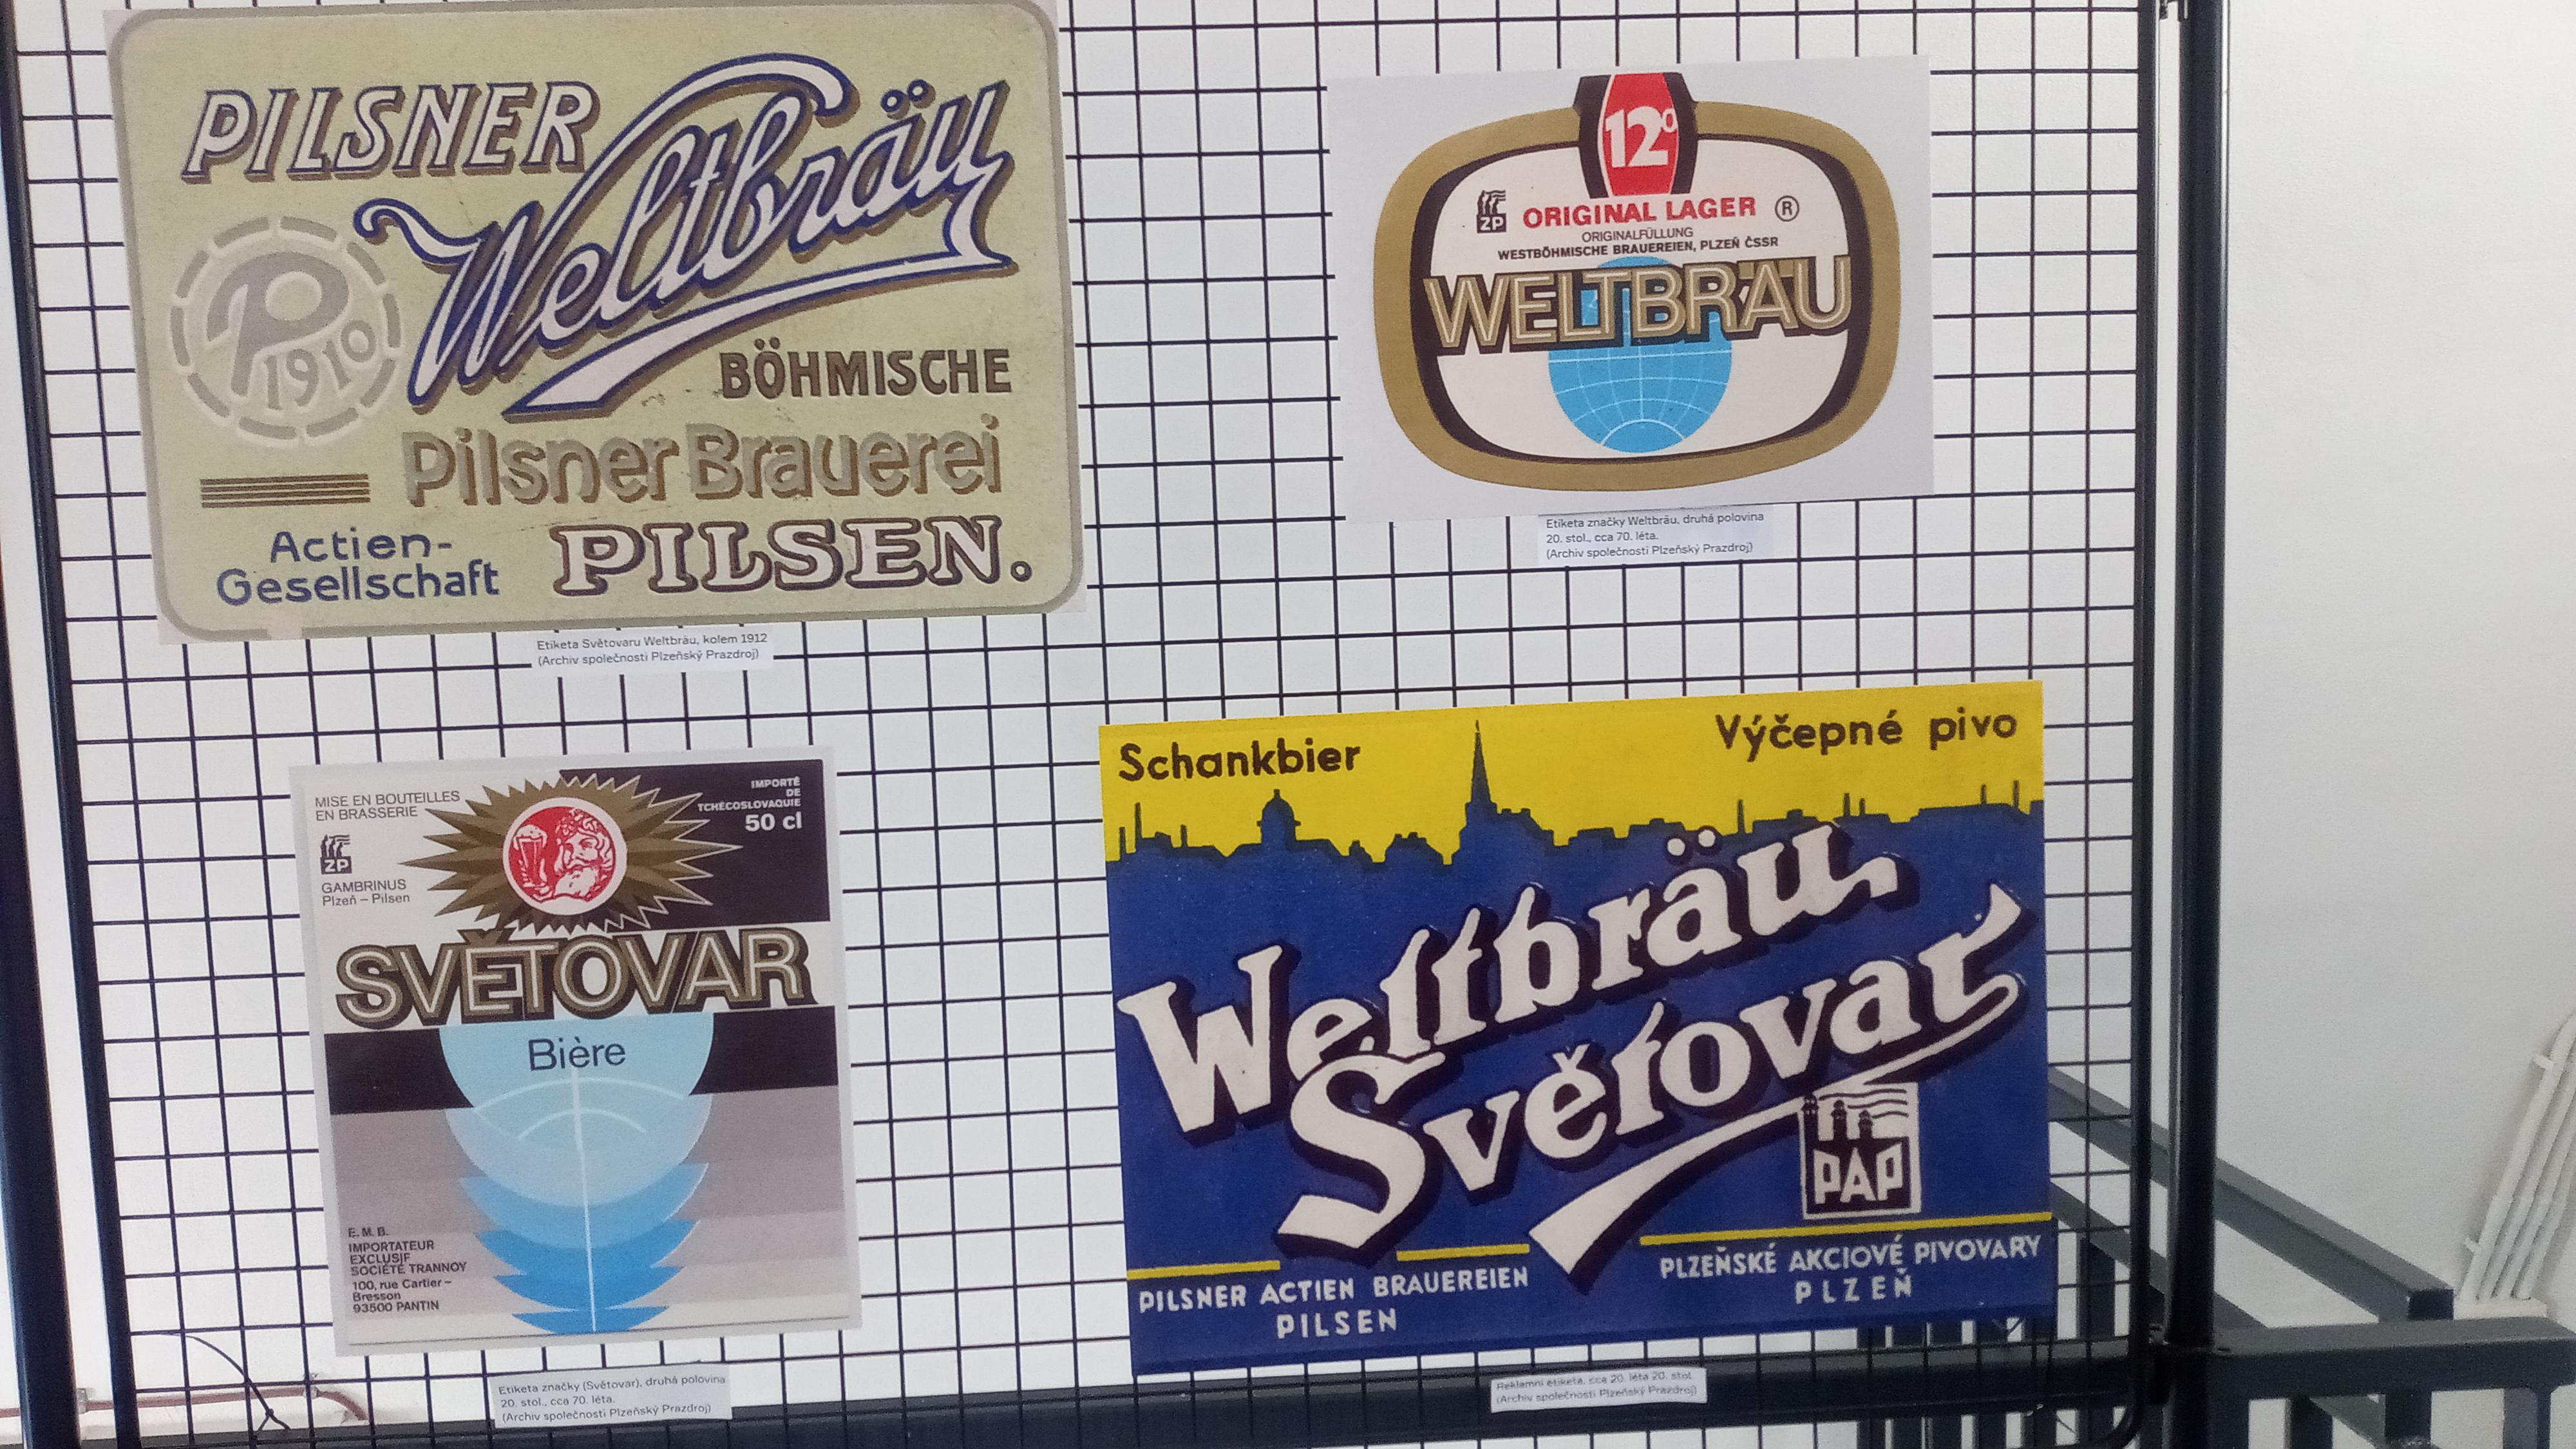 PILSNER
Weltbräu
P
1910
BÖHMISCHE
Pilsner Brauerei
Actien-
Gesellschaft
PILSEN.
Etiketa Světovaru Weltbräu, kolem 1912
(Archiv společnosti Plzeňský Prazdroj)
12°
ZP
ORIGINAL LAGER ®
ORIGINALFÜLLUNG
WESTBÖHMISCHE BRAUEREIEN, PLZEŇ ČSSR
WELTBRÄU
Etiketa značky Weltbräu, druhá polovina
20. stol., cca 70. léta.
(Archiv společnosti Plzeňský Prazdroj)
MISE EN BOUTEILLES
EN BRASSERIE
ZP
GAMBRINUS
Plzeň – Pilsen
IMPORTÉ
DE
TCHÉCOSLOVAQUIE
50 cl
SVĚTOVAR
Bière
E. M. B.
IMPORTATEUR
EXCLUSIF
SOCIÉTÉ TRANNOY
100, rue Cartier –
Bresson
93500 PANTIN
Etiketa značky (Světovar), druhá polovina
20. stol., cca 70. léta.
(Archiv společnosti Plzeňský Prazdroj)
Schankbier
Výčepné pivo
Weltbräu
Světovar
PAP
PILSNER ACTIEN BRAUEREIEN
PILSEN
PLZEŇSKÉ AKCIOVÉ PIVOVARY
PLZEŇ
Reklamní etiketa, cca 20. léta 20. stol.
(Archiv společnosti Plzeňský Prazdroj)